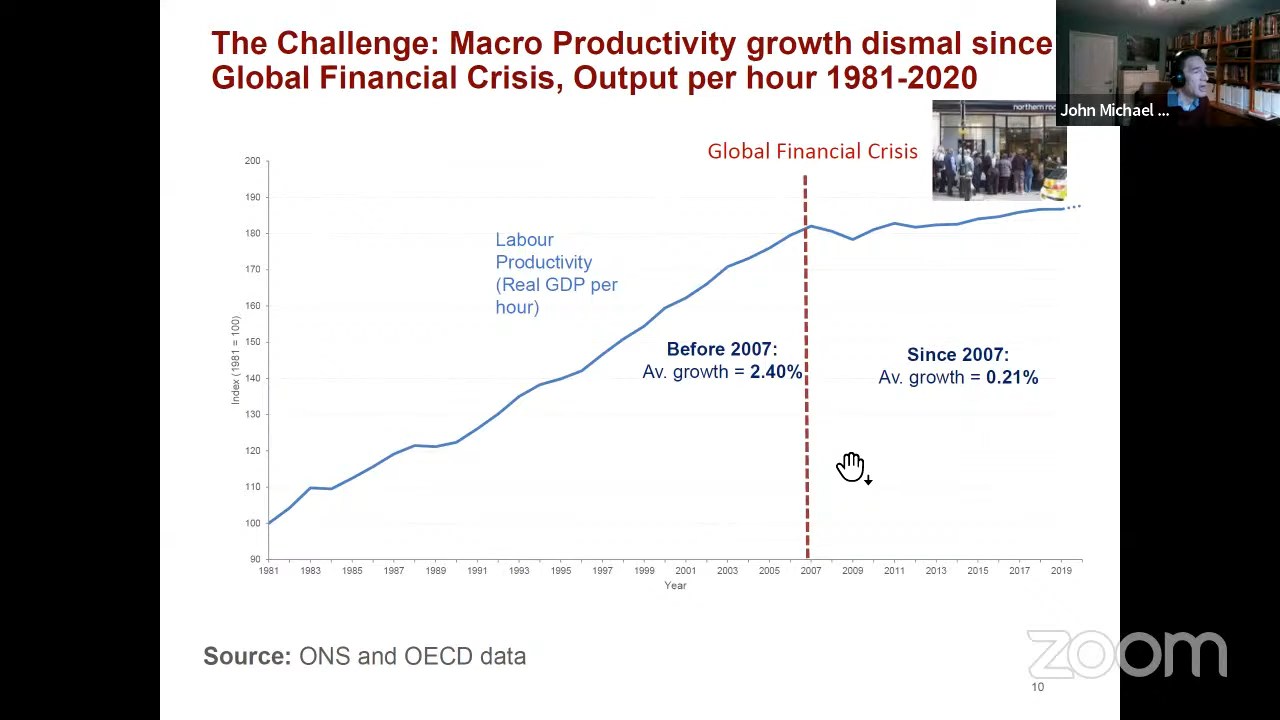 The Challenge: Macro Productivity growth dismal since
Global Financial Crisis, Output per hour 1981-2020
John Michael ...
northern roc
Global Financial Crisis
200
190
180
170
160
150
140
130
120
110
100
90
Index (1981 = 100)
Labour
Productivity
(Real GDP per
hour)
Before 2007:
Av. growth = 2.40%
Since 2007:
Av. growth = 0.21%
1981 1983 1985 1987 1989 1991 1993 1995 1997 1999 2001 2003 2005 2007 2009 2011 2013 2015 2017 2019
Year
Source: ONS and OECD data
zoom
10